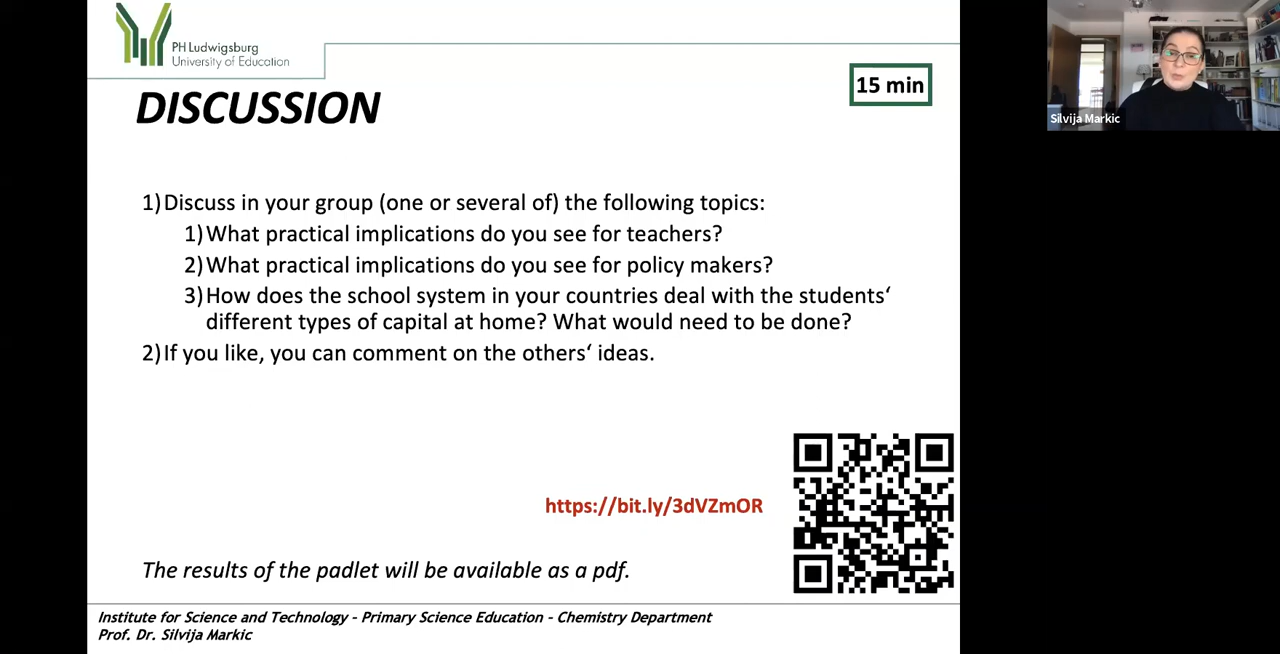 PH Ludwigsburg
University of Education
15 min
Silvija Markic
DISCUSSION
1) Discuss in your group (one or several of) the following topics:
1) What practical implications do you see for teachers?
2) What practical implications do you see for policy makers?
3) How does the school system in your countries deal with the students‘
different types of capital at home? What would need to be done?
2) If you like, you can comment on the others‘ ideas.
https://bit.ly/3dVZmOR
The results of the padlet will be available as a pdf.
Institute for Science and Technology - Primary Science Education - Chemistry Department
Prof. Dr. Silvija Markic